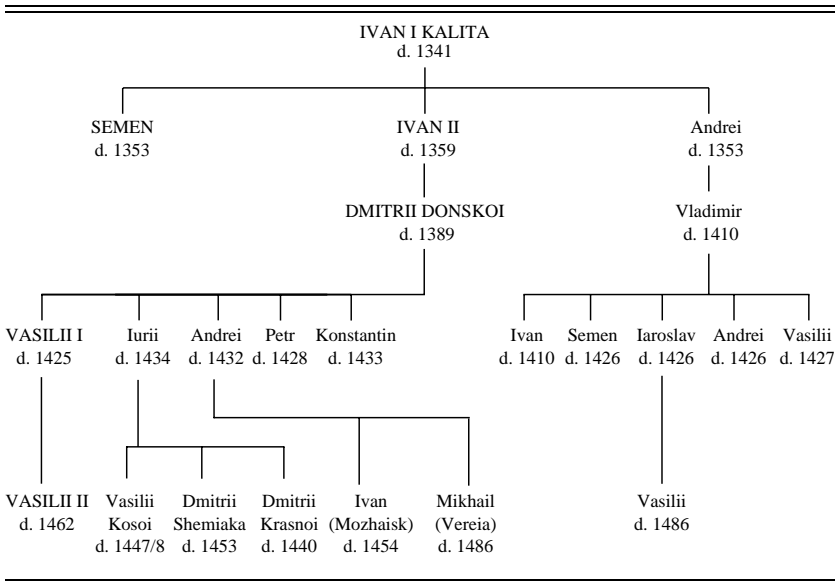 IVAN I KALITA
d. 1341
SEMEN IVAN II Andrei
d. 1353 d. 1359 d. 1353
DMITRII DONSKOI Vladimir
d. 1389 d. 1410
VASILII I Iurii Andrei Petr Konstantin Ivan Semen Iaroslav Andrei Vasilii
d. 1425 d. 1434 d. 1432 d. 1428 d. 1433 d. 1410 d. 1426 d. 1426 d. 1426 d. 1427
VASILII II Vasilii Dmitrii Dmitrii Ivan Mikhail Vasilii
d. 1462 Kosoi Shemiaka Krasnoi (Mozhaisk) (Vereia) d. 1486
d. 1447/8 d. 1453 d. 1440 d. 1454 d. 1486